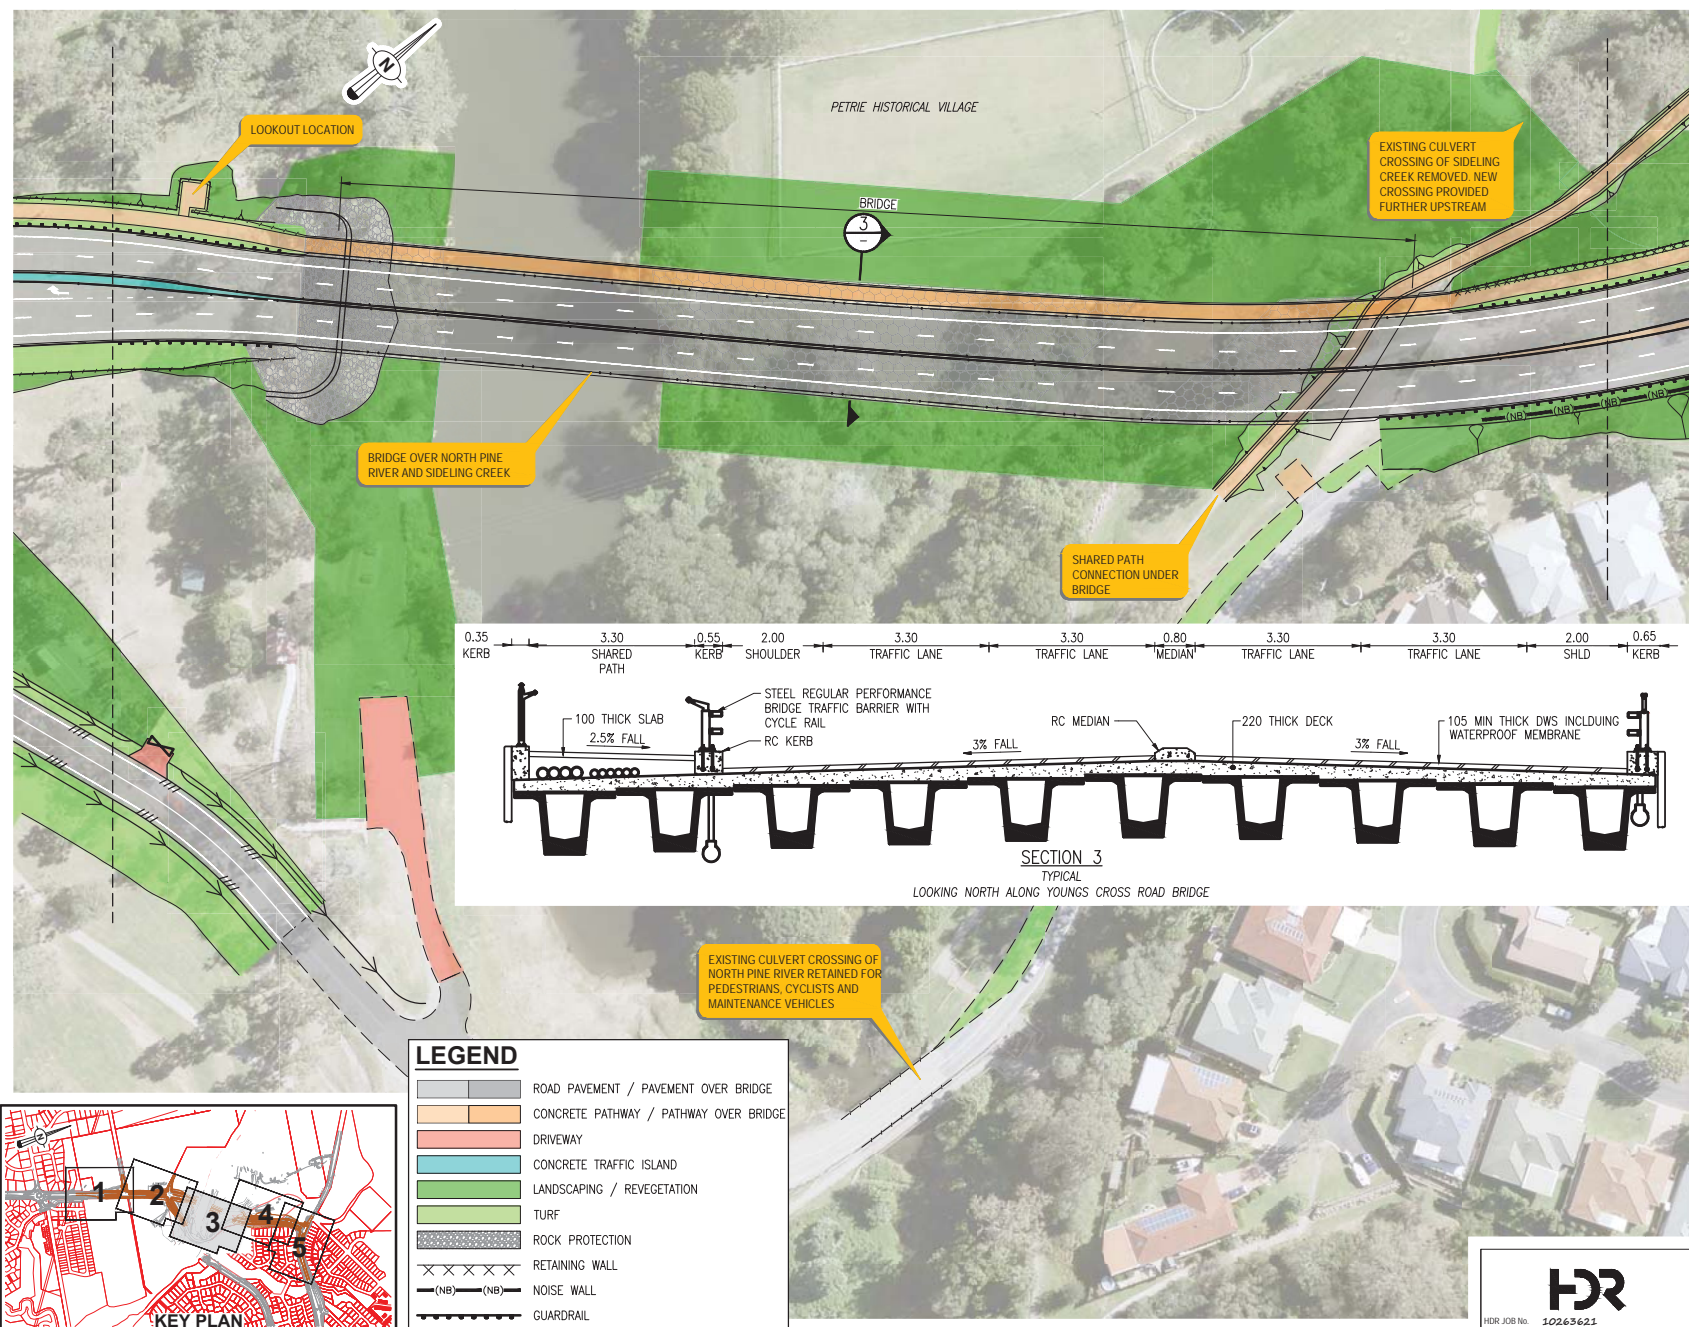 N
PETRIE HISTORICAL VILLAGE
LOOKOUT LOCATION
EXISTING CULVERT
CROSSING OF SIDELING
CREEK REMOVED. NEW
CROSSING PROVIDED
FURTHER UPSTREAM
BRIDGE
3
-
(NB) (NB) (NB) (NB)
BRIDGE OVER NORTH PINE
RIVER AND SIDELING CREEK
SHARED PATH
CONNECTION UNDER
BRIDGE
0.35 3.30 0.55 2.00 3.30 3.30 0.80 3.30 3.30 2.00 0.65
KERB SHARED KERB SHOULDER TRAFFIC LANE TRAFFIC LANE MEDIAN TRAFFIC LANE TRAFFIC LANE SHLD KERB
PATH
STEEL REGULAR PERFORMANCE
BRIDGE TRAFFIC BARRIER WITH
CYCLE RAIL
RC KERB
100 THICK SLAB
2.5% FALL
RC MEDIAN
3% FALL
220 THICK DECK
3% FALL
105 MIN THICK DWS INCLDUING
WATERPROOF MEMBRANE
SECTION 3
TYPICAL
LOOKING NORTH ALONG YOUNGS CROSS ROAD BRIDGE
EXISTING CULVERT CROSSING OF
NORTH PINE RIVER RETAINED FOR
PEDESTRIANS, CYCLISTS AND
MAINTENANCE VEHICLES
LEGEND
ROAD PAVEMENT / PAVEMENT OVER BRIDGE
CONCRETE PATHWAY / PATHWAY OVER BRIDGE
DRIVEWAY
CONCRETE TRAFFIC ISLAND
LANDSCAPING / REVEGETATION
TURF
ROCK PROTECTION
RETAINING WALL
(NB) (NB) NOISE WALL
GUARDRAIL
N
1
2
3
4
5
KEY PLAN
HDR
HDR JOB No. 10263621